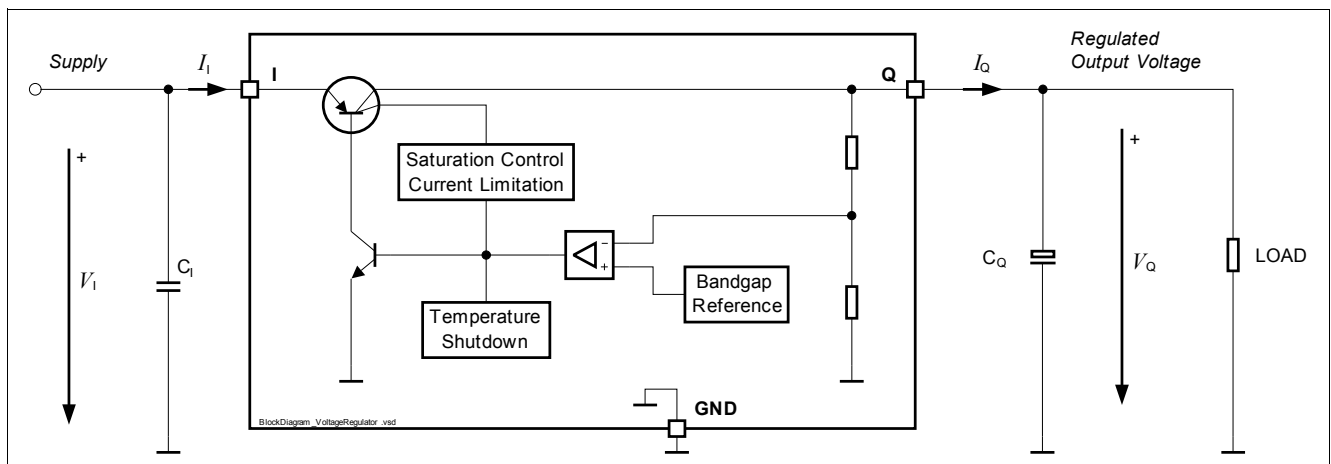 Supply
I_I
I
Q
I_Q
Regulated
Output Voltage
+
Saturation Control
Current Limitation
+
V_I
C_I
−
+
Bandgap
Reference
Temperature
Shutdown
C_Q
V_Q
LOAD
GND
BlockDiagram_VoltageRegulator.vsd